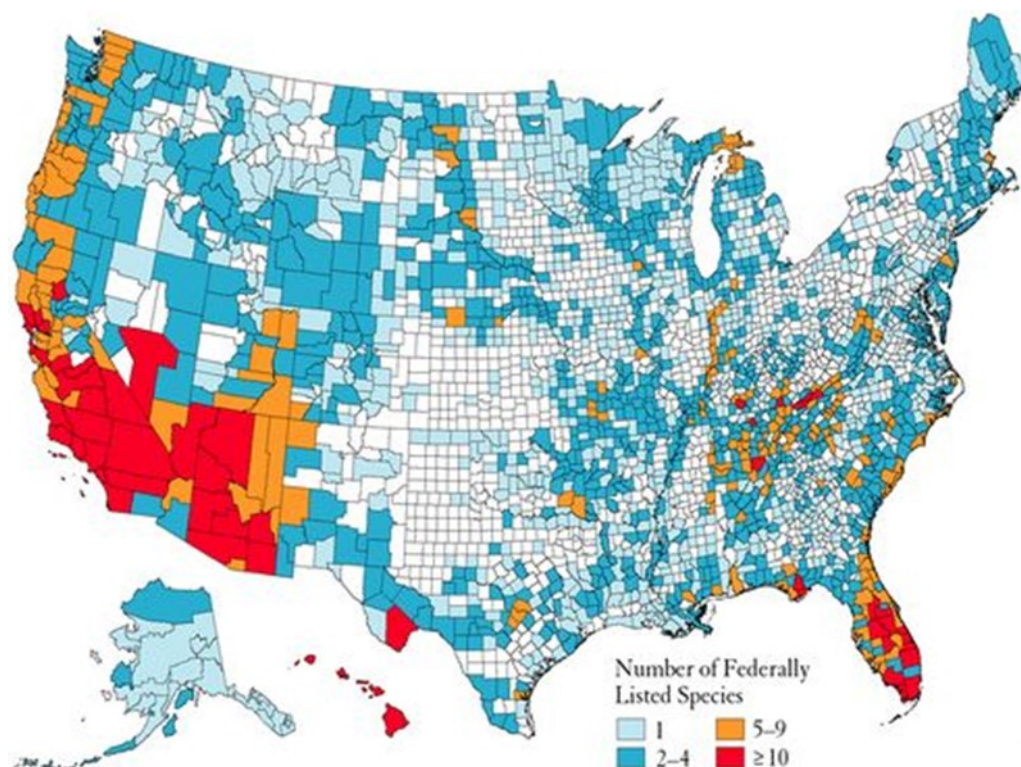 Number of Federally
Listed Species
1
5–9
2–4
≥10